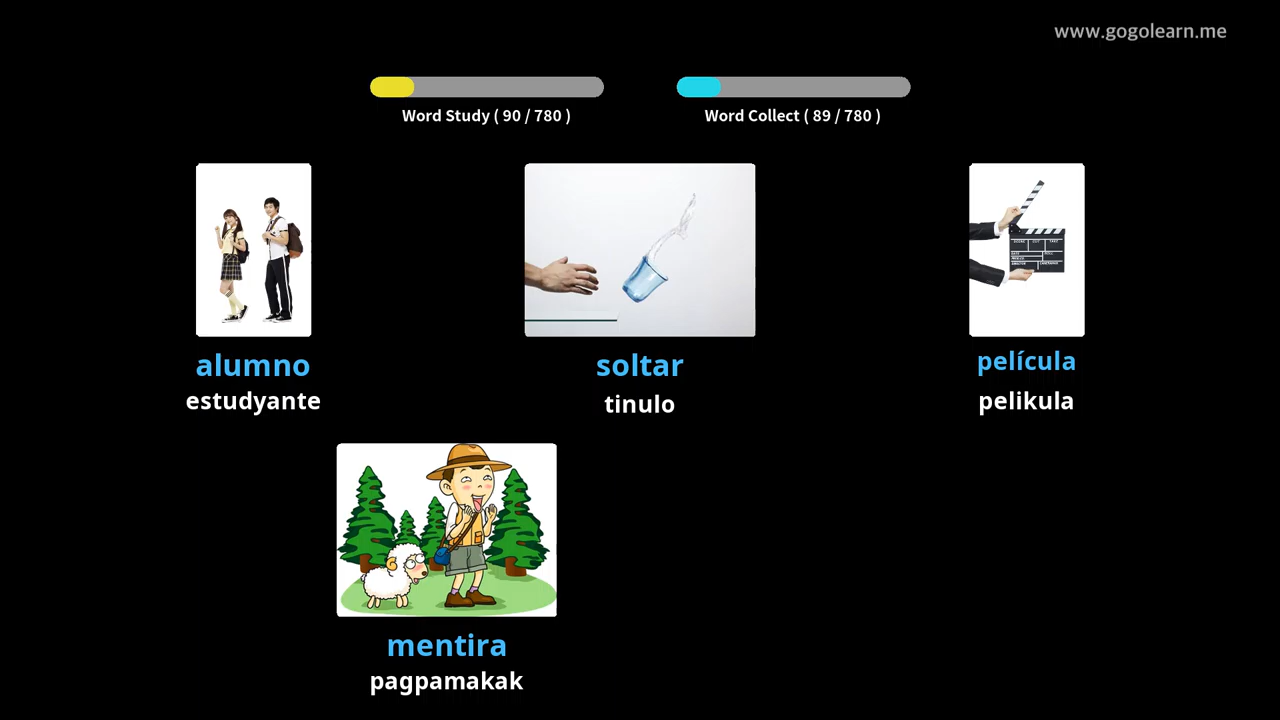 www.gogolearn.me
Word Study ( 90 / 780 )
Word Collect ( 89 / 780 )
alumno
estudyante
soltar
tinulo
película
pelikula
mentira
pagpamakak